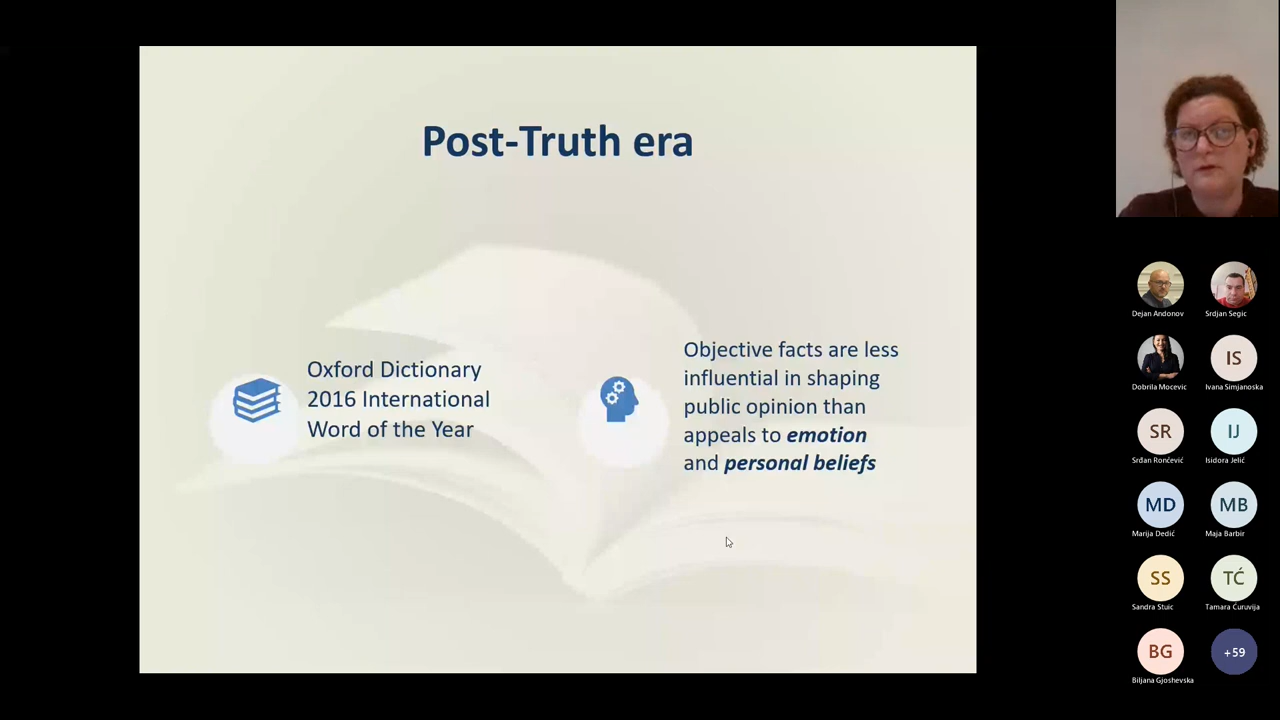 Post-Truth era
Oxford Dictionary
2016 International
Word of the Year
Objective facts are less
influential in shaping
public opinion than
appeals to emotion
and personal beliefs
Dejan Andonov
Srdjan Segic
Dobrila Mocevic
IS
Ivana Simjanoska
SR
Srđan Rončević
IJ
Isidora Jelić
MD
Marija Dedić
MB
Maja Barbir
SS
Sandra Stuic
TĆ
Tamara Ćuruvija
BG
Biljana Gjoshevska
+59